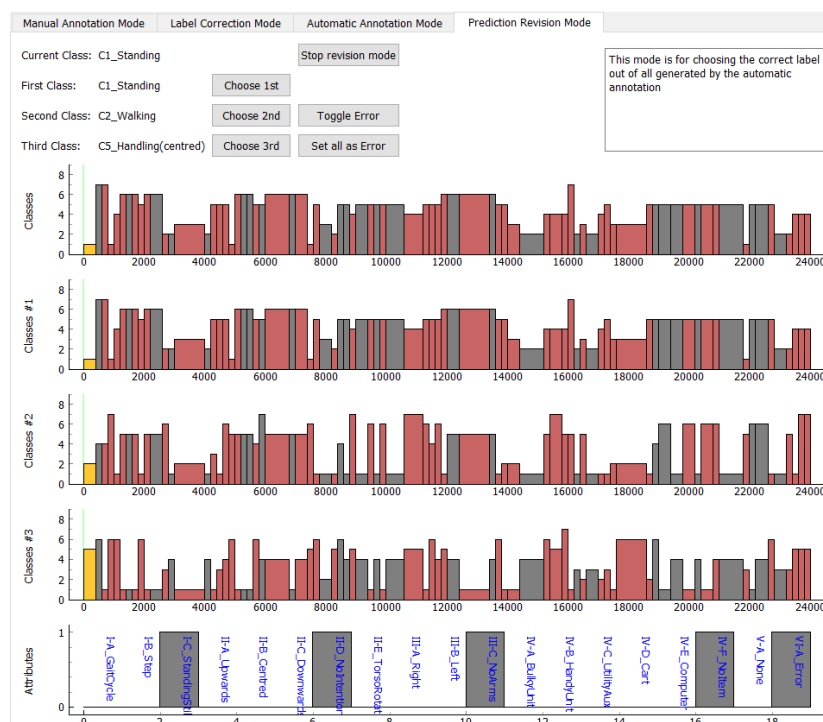 Manual Annotation Mode Label Correction Mode Automatic Annotation Mode Prediction Revision Mode
Current Class: C1_Standing Stop revision mode
First Class: C1_Standing Choose 1st
Second Class: C2_Walking Choose 2nd Toggle Error
Third Class: C5_Handling(centred) Choose 3rd Set all as Error
This mode is for choosing the correct label
out of all generated by the automatic
annotation
Classes
8
6
4
2
0
0 2000 4000 6000 8000 10000 12000 14000 16000 18000 20000 22000 24000
Classes #1
8
6
4
2
0
0 2000 4000 6000 8000 10000 12000 14000 16000 18000 20000 22000 24000
Classes #2
8
6
4
2
0
0 2000 4000 6000 8000 10000 12000 14000 16000 18000 20000 22000 24000
Classes #3
8
6
4
2
0
0 2000 4000 6000 8000 10000 12000 14000 16000 18000 20000 22000 24000
Attributes
1
0
I-A_GaitCycle
I-B_Step
I-C_StandingStill
II-A_Upwards
II-B_Centred
II-C_Downwards
II-D_NoIntention
II-E_TorsoRotat
III-A_Right
III-B_Left
III-C_NoArms
IV-A_BulkyUnit
IV-B_HandyUnit
IV-C_UtilityAux
IV-D_Cart
IV-E_Computer
IV-F_NoItem
V-A_None
VI-A_Error
0 2 4 6 8 10 12 14 16 18